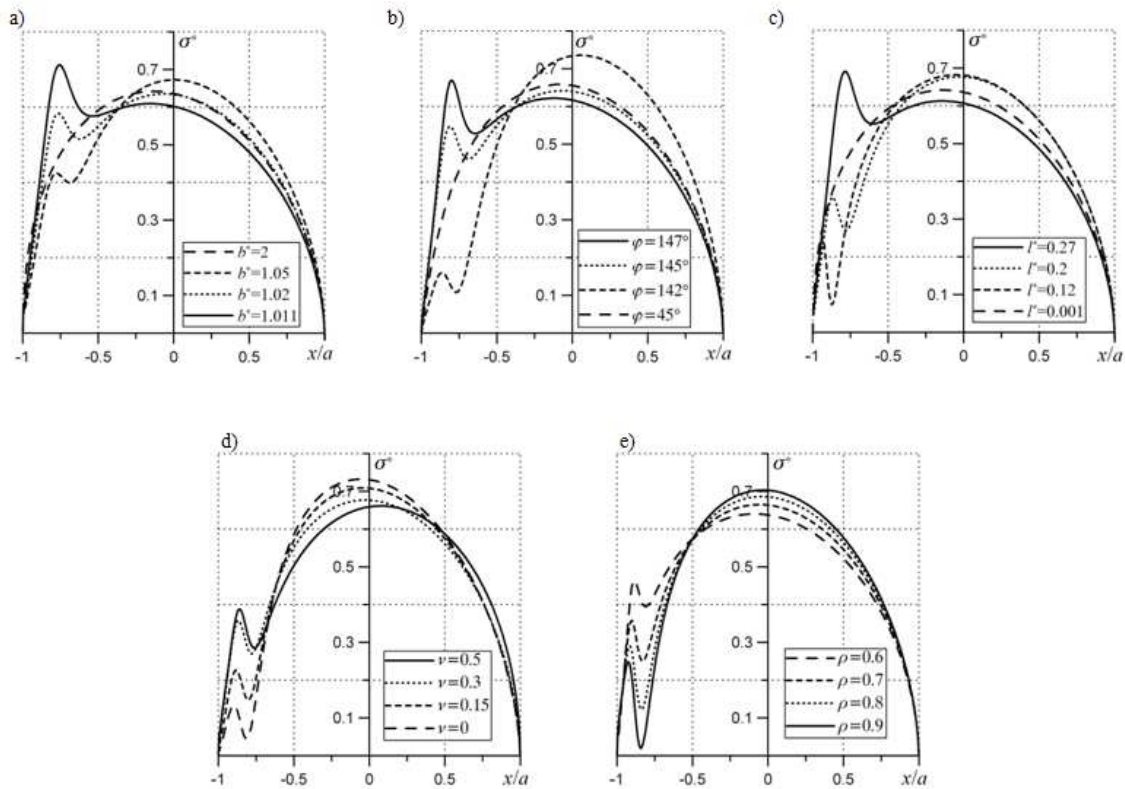 a)
σ*
0.7
0.5
0.3
0.1
b*=2
b*=1.05
b*=1.02
b*=1.011
-1
-0.5
0
0.5
x/a
b)
σ*
0.7
0.5
0.3
0.1
φ=147°
φ=145°
φ=142°
φ=45°
-1
-0.5
0
0.5
x/a
c)
σ*
0.7
0.5
0.3
0.1
l*=0.27
l*=0.2
l*=0.12
l*=0.001
-1
-0.5
0
0.5
x/a
d)
σ*
0.7
0.5
0.3
0.1
ν=0.5
ν=0.3
ν=0.15
ν=0
-1
-0.5
0
0.5
x/a
e)
σ*
0.7
0.5
0.3
0.1
ρ=0.6
ρ=0.7
ρ=0.8
ρ=0.9
-1
-0.5
0
0.5
x/a